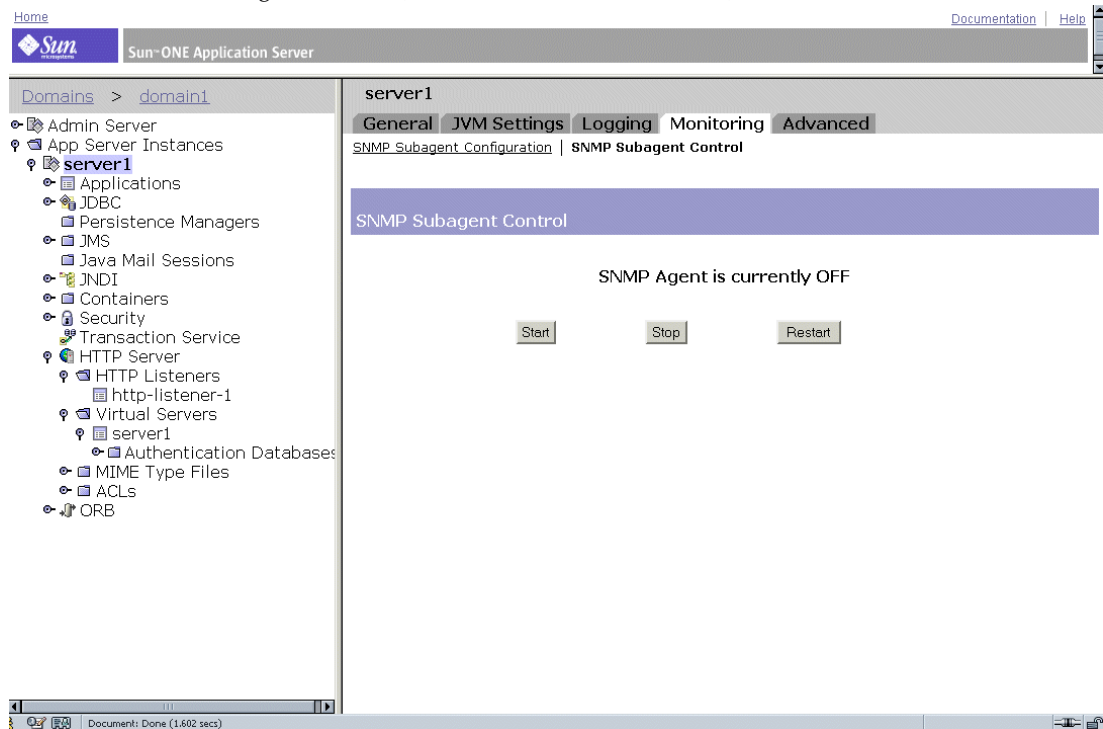 Home
Documentation | Help
Sun
microsystems
Sun ONE Application Server
Domains > domain1
Admin Server
App Server Instances
server1
Applications
JDBC
Persistence Managers
JMS
Java Mail Sessions
JNDI
Containers
Security
Transaction Service
HTTP Server
HTTP Listeners
http-listener-1
Virtual Servers
server1
Authentication Databases
MIME Type Files
ACLs
ORB
server1
General JVM Settings Logging Monitoring Advanced
SNMP Subagent Configuration | SNMP Subagent Control
SNMP Subagent Control
SNMP Agent is currently OFF
Start Stop Restart
Document: Done (1.602 secs)